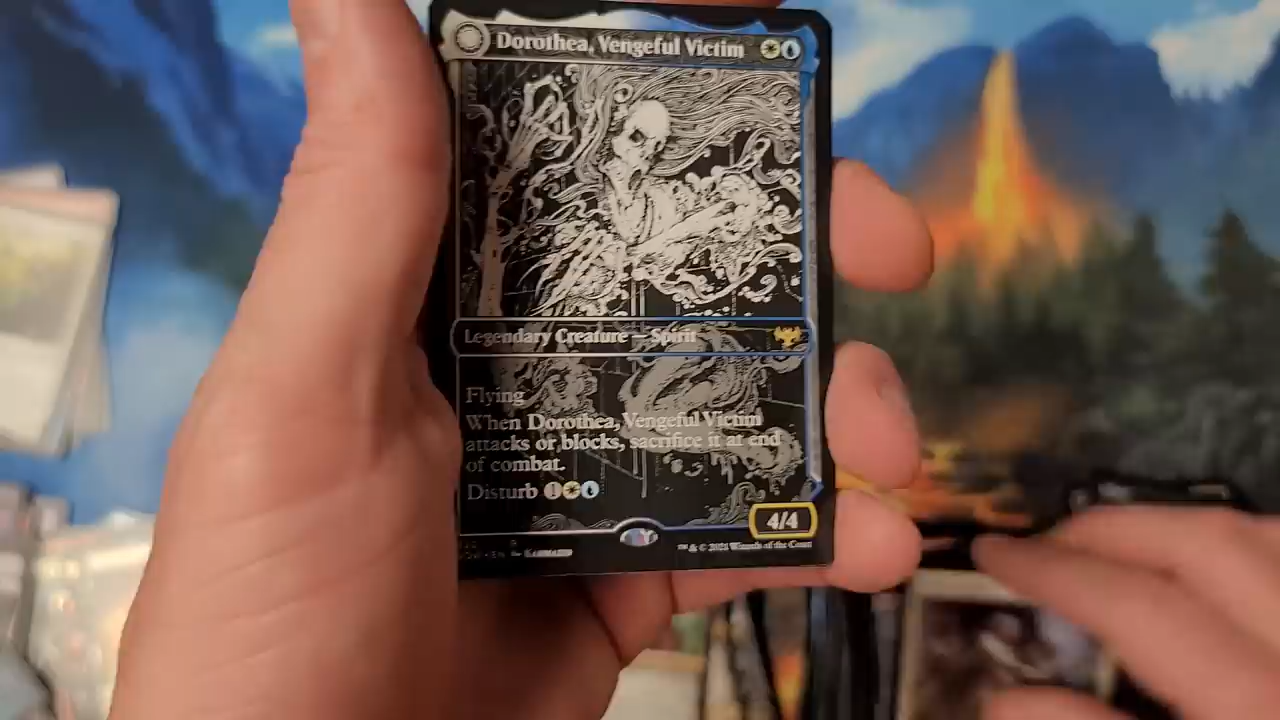 Dorothea, Vengeful Victim
Legendary Creature — Spirit
Flying
When Dorothea, Vengeful Victim
attacks or blocks, sacrifice it at end
of combat.
Disturb 1
4/4
™ & © 2021 Wizards of the Coast